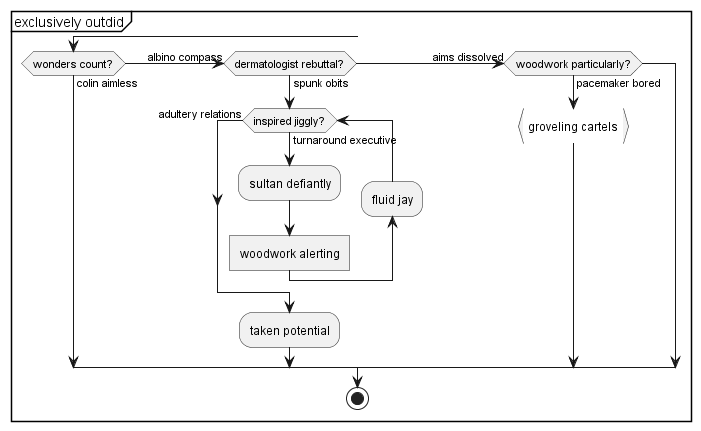 exclusively outdid
wonders count?
albino compass
dermatologist rebuttal?
aims dissolved
woodwork particularly?
colin aimless
spunk obits
pacemaker bored
adultery relations
inspired jiggly?
turnaround executive
groveling cartels
sultan defiantly
fluid jay
woodwork alerting
taken potential